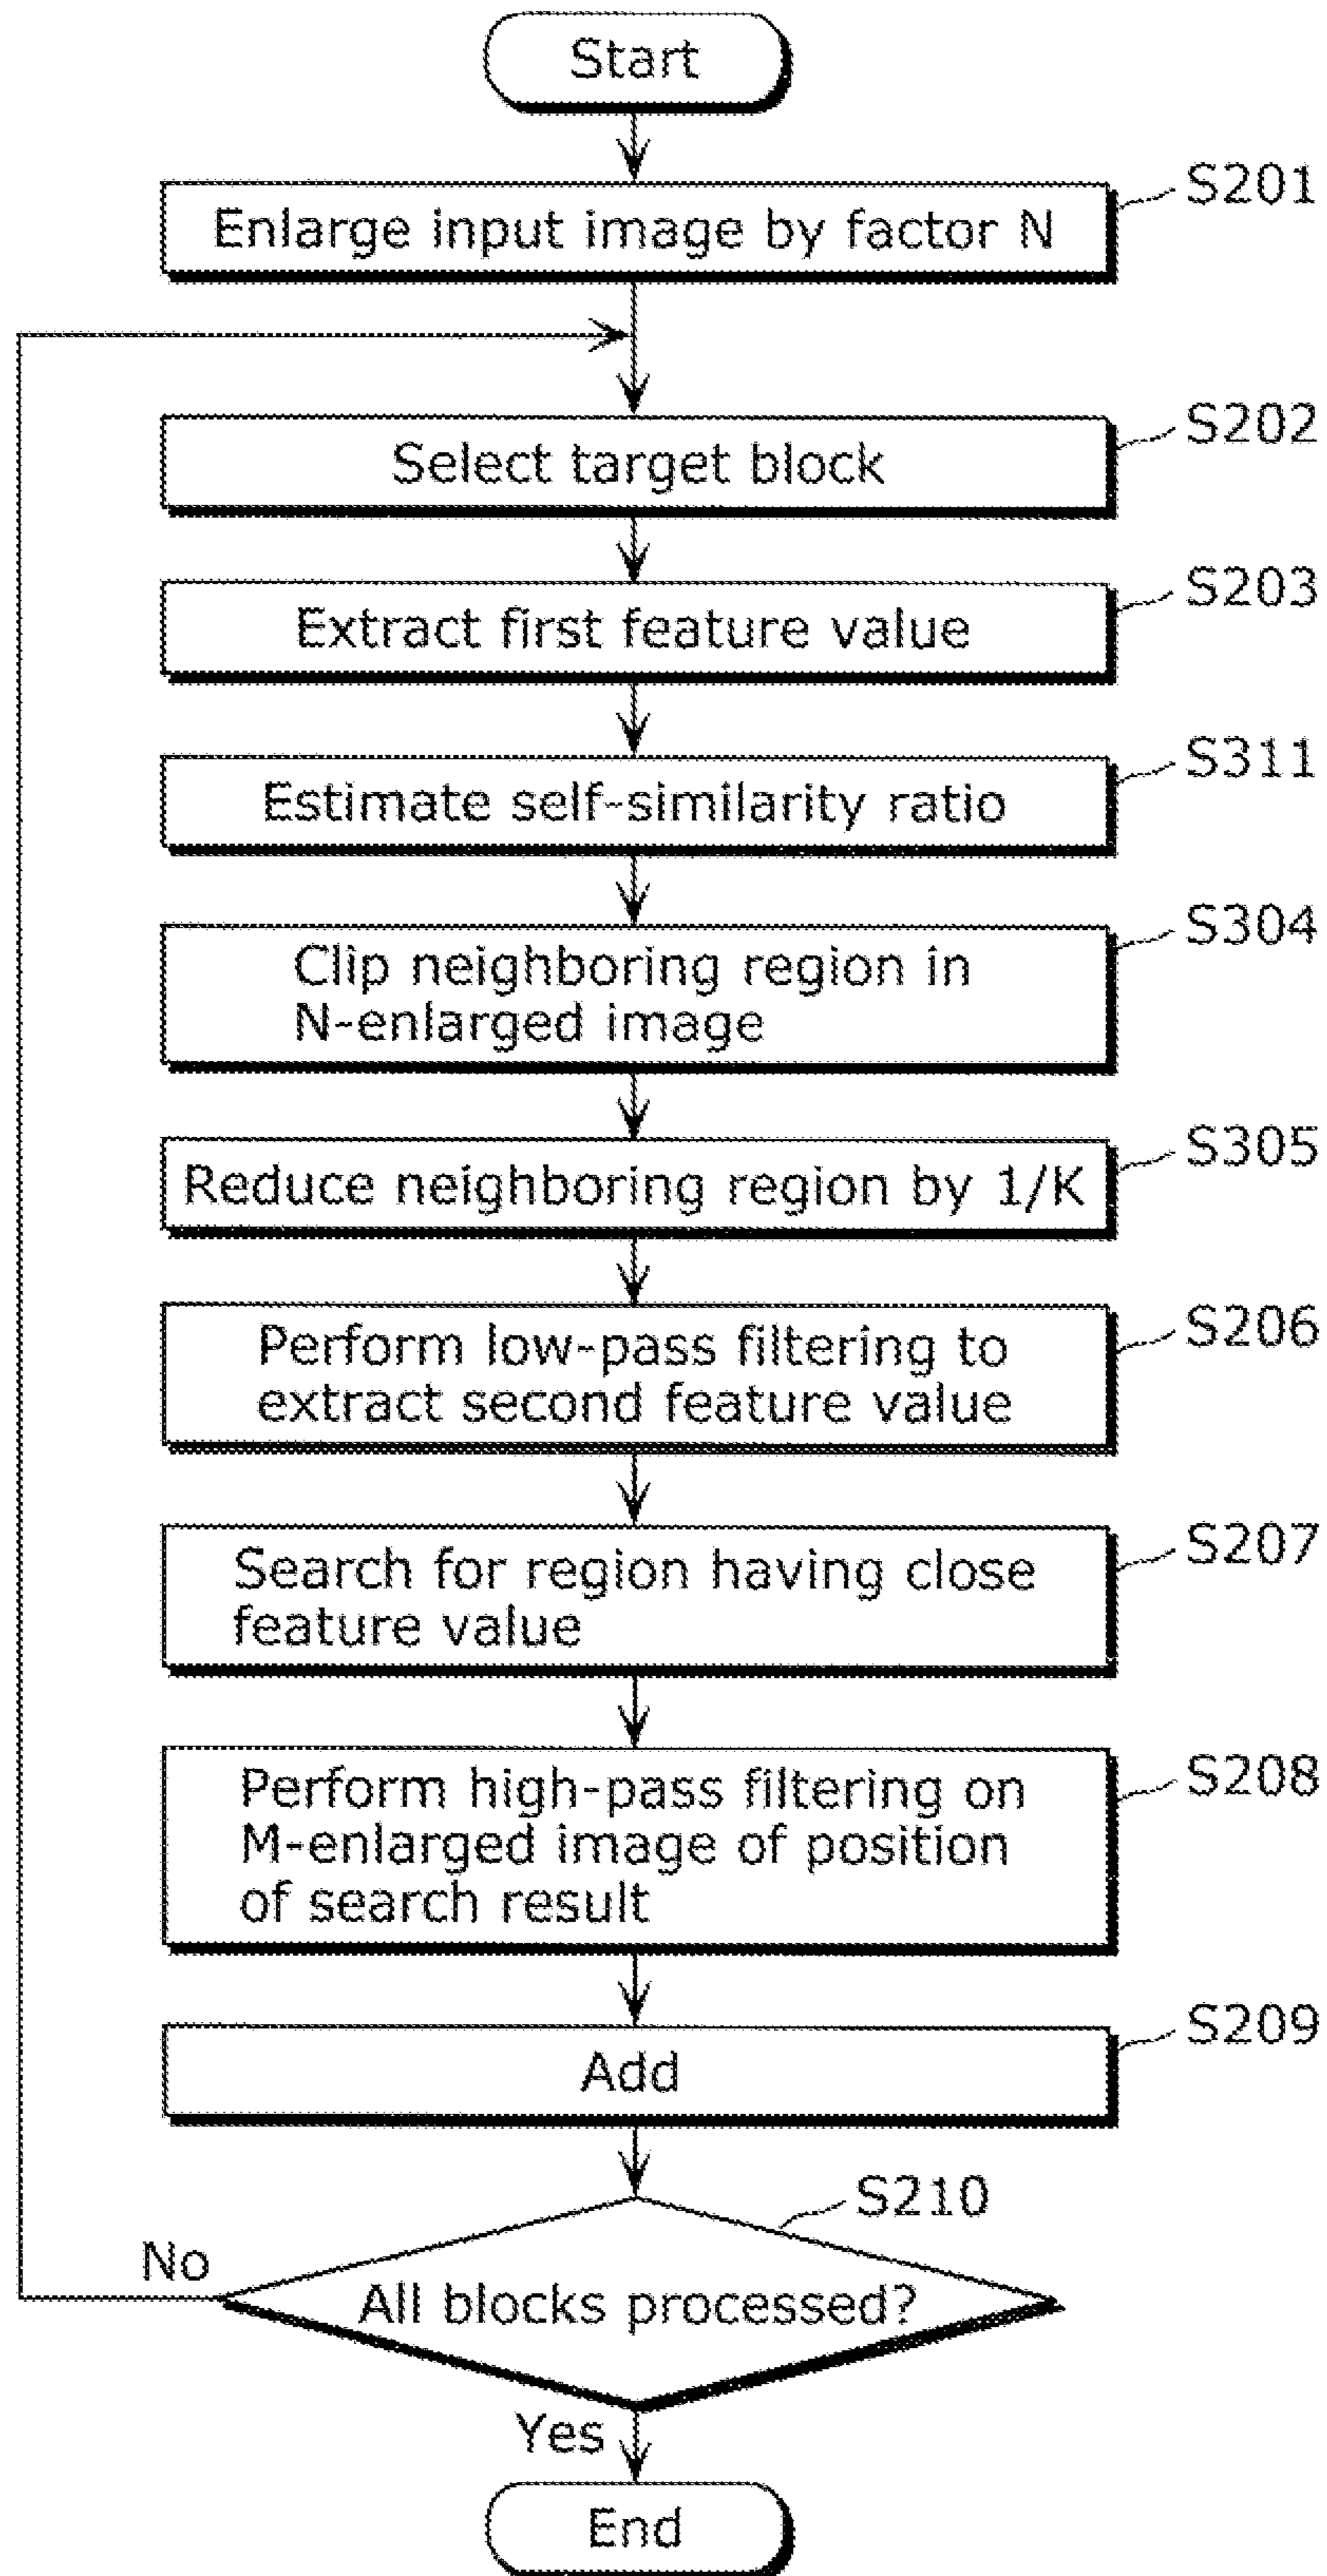 Start
S201
Enlarge input image by factor N
S202
Select target block
S203
Extract first feature value
S311
Estimate self-similarity ratio
S304
Clip neighboring region in
N-enlarged image
S305
Reduce neighboring region by 1/K
S206
Perform low-pass filtering to
extract second feature value
S207
Search for region having close
feature value
S208
Perform high-pass filtering on
M-enlarged image of position
of search result
S209
Add
S210
No
All blocks processed?
Yes
End